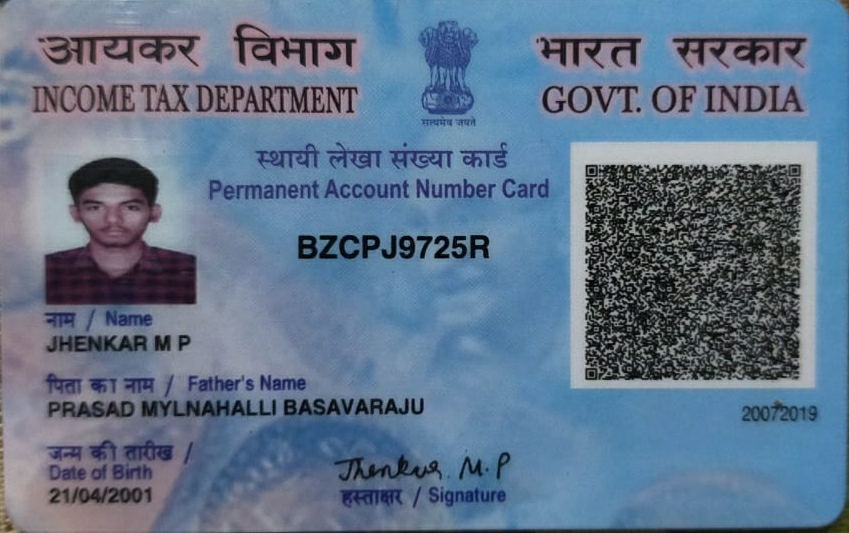 आयकर विभाग
INCOME TAX DEPARTMENT
सत्यमेव जयते
भारत सरकार
GOVT. OF INDIA
स्थायी लेखा संख्या कार्ड
Permanent Account Number Card
BZCPJ9725R
नाम / Name
JHENKAR M P
पिता का नाम / Father's Name
PRASAD MYLNAHALLI BASAVARAJU
20072019
जन्म की तारीख /
Date of Birth
21/04/2001
Jhenkar. M.P
हस्ताक्षर / Signature